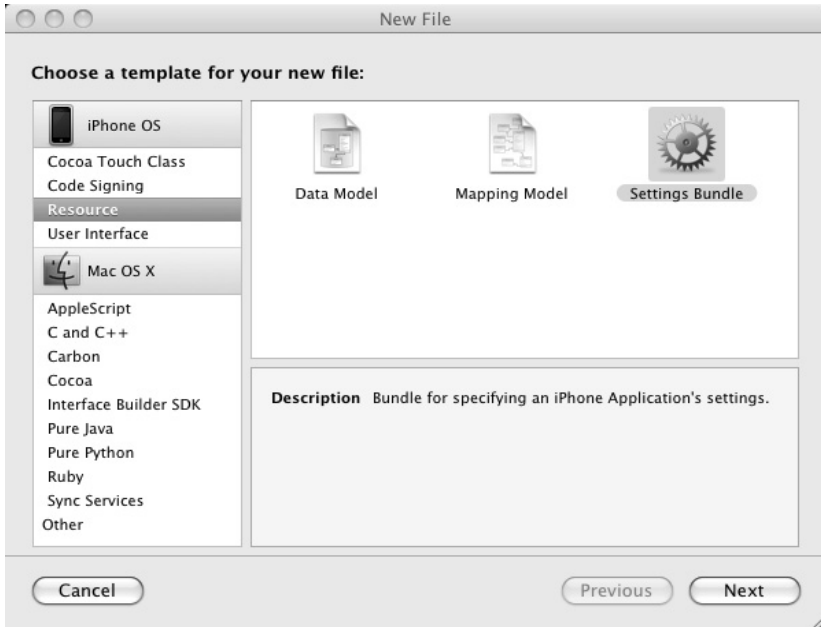 New File
Choose a template for your new file:
iPhone OS
Cocoa Touch Class
Code Signing
Resource
User Interface
Mac OS X
AppleScript
C and C++
Carbon
Cocoa
Interface Builder SDK
Pure Java
Pure Python
Ruby
Sync Services
Other
Data Model
Mapping Model
Settings Bundle
Description Bundle for specifying an iPhone Application's settings.
Cancel
Previous
Next